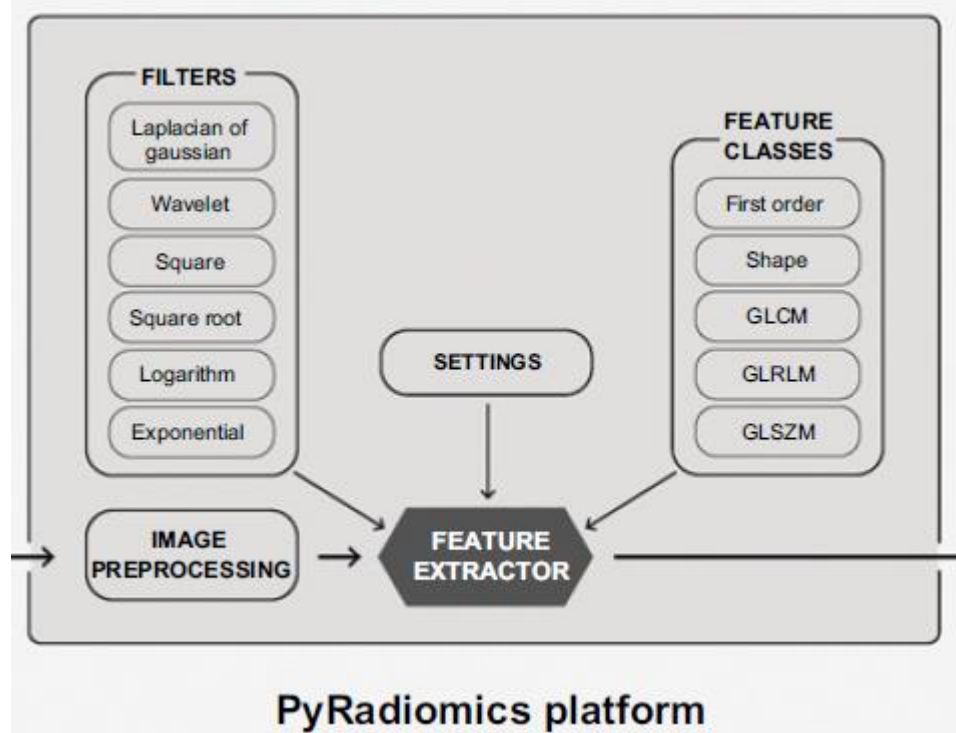 FILTERS
Laplacian of
gaussian
Wavelet
Square
Square root
Logarithm
Exponential
FEATURE
CLASSES
First order
Shape
GLCM
GLRLM
GLSZM
SETTINGS
IMAGE
PREPROCESSING
FEATURE
EXTRACTOR
PyRadiomics platform